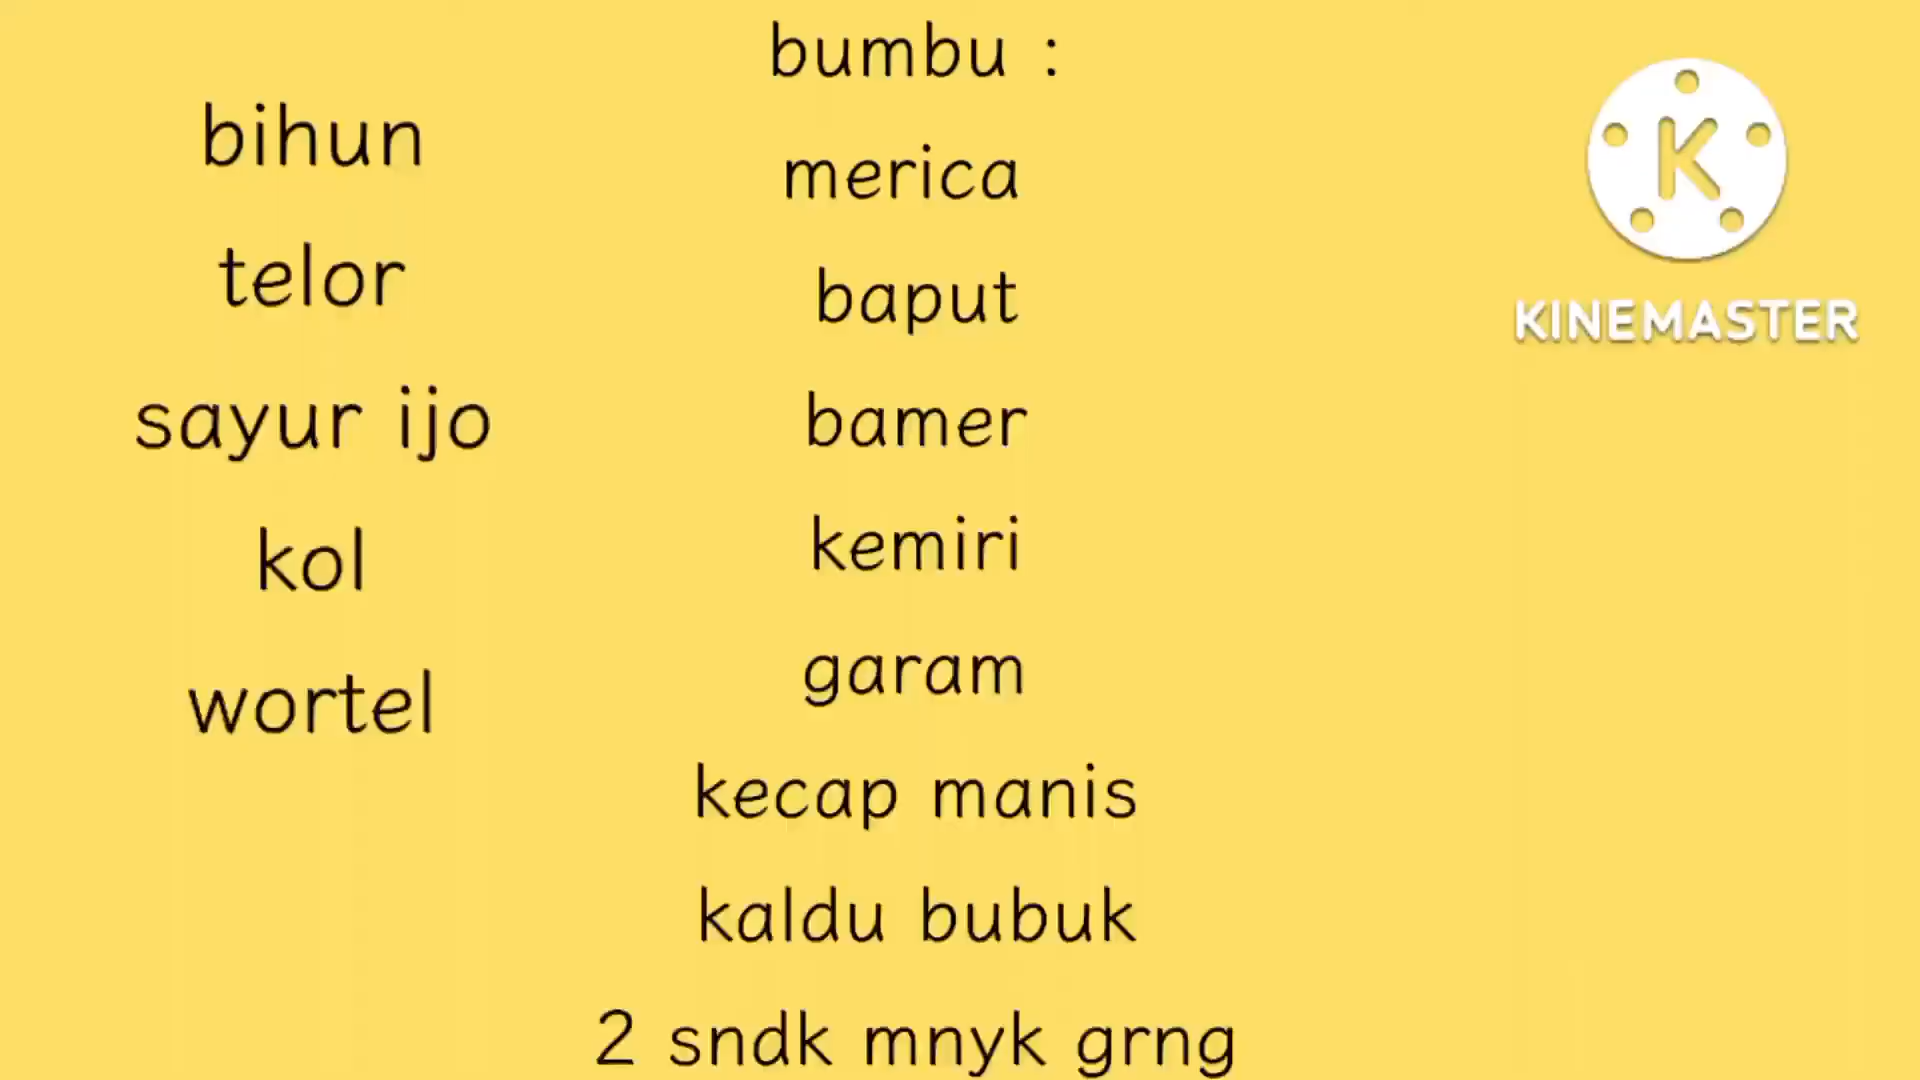 bihun
telor
sayur ijo
kol
wortel
bumbu :
merica
baput
bamer
kemiri
garam
kecap manis
kaldu bubuk
2 sndk mnyk grng
K
KINEMASTER